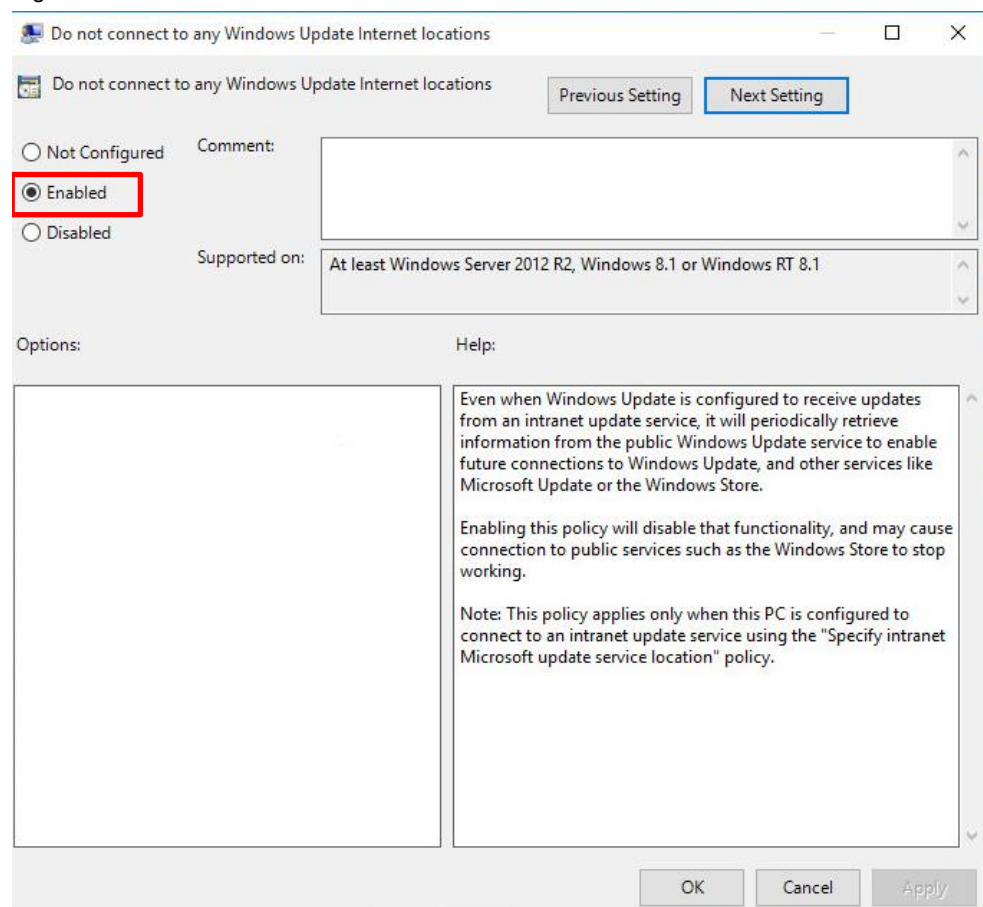 Do not connect to any Windows Update Internet locations
Do not connect to any Windows Update Internet locations
Previous Setting
Next Setting
Not Configured
Comment:
Enabled
Disabled
Supported on:
At least Windows Server 2012 R2, Windows 8.1 or Windows RT 8.1
Options:
Help:
Even when Windows Update is configured to receive updates
from an intranet update service, it will periodically retrieve
information from the public Windows Update service to enable
future connections to Windows Update, and other services like
Microsoft Update or the Windows Store.
Enabling this policy will disable that functionality, and may cause
connection to public services such as the Windows Store to stop
working.
Note: This policy applies only when this PC is configured to
connect to an intranet update service using the "Specify intranet
Microsoft update service location" policy.
OK
Cancel
Apply